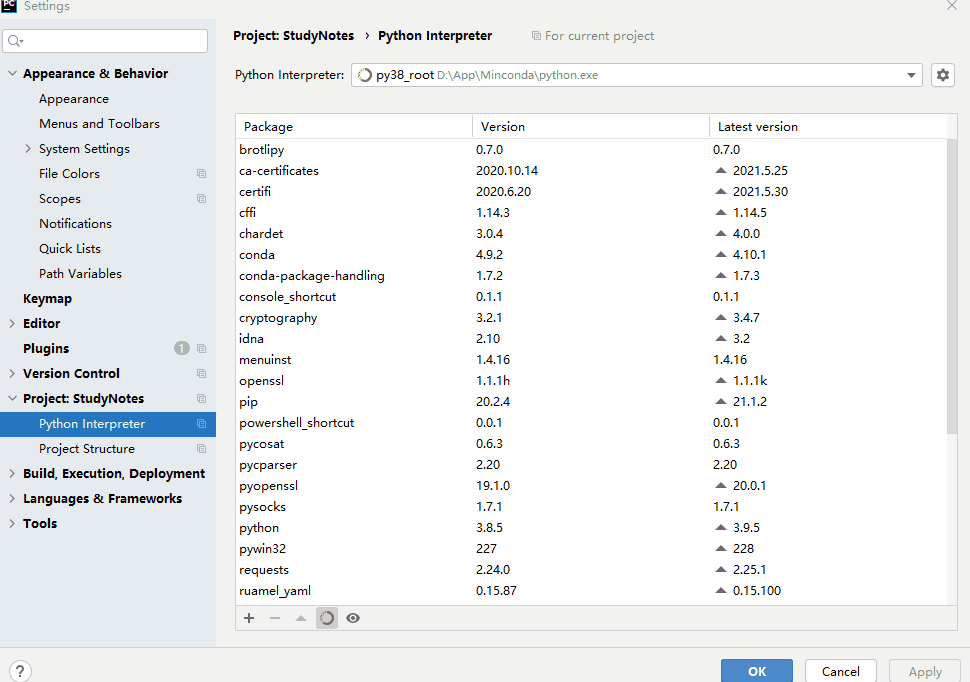 PC Settings
Project: StudyNotes › Python Interpreter For current project
Python Interpreter: py38_root D:\App\Minconda\python.exe
Appearance & Behavior
Appearance
Menus and Toolbars
System Settings
File Colors
Scopes
Notifications
Quick Lists
Path Variables
Keymap
Editor
Plugins 1
Version Control
Project: StudyNotes
Python Interpreter
Project Structure
Build, Execution, Deployment
Languages & Frameworks
Tools
Package Version Latest version
brotlipy 0.7.0 0.7.0
ca-certificates 2020.10.14 2021.5.25
certifi 2020.6.20 2021.5.30
cffi 1.14.3 1.14.5
chardet 3.0.4 4.0.0
conda 4.9.2 4.10.1
conda-package-handling 1.7.2 1.7.3
console_shortcut 0.1.1 0.1.1
cryptography 3.2.1 3.4.7
idna 2.10 3.2
menuinst 1.4.16 1.4.16
openssl 1.1.1h 1.1.1k
pip 20.2.4 21.1.2
powershell_shortcut 0.0.1 0.0.1
pycosat 0.6.3 0.6.3
pycparser 2.20 2.20
pyopenssl 19.1.0 20.0.1
pysocks 1.7.1 1.7.1
python 3.8.5 3.9.5
pywin32 227 228
requests 2.24.0 2.25.1
ruamel_yaml 0.15.87 0.15.100
? OK Cancel Apply